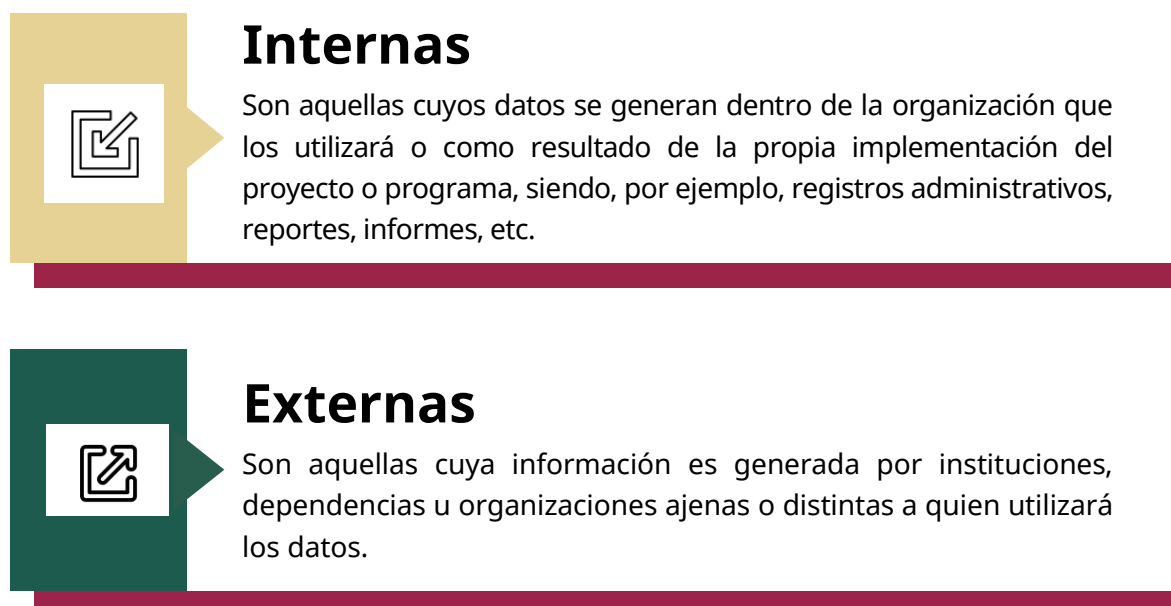 Internas
Son aquellas cuyos datos se generan dentro de la organización que
los utilizará o como resultado de la propia implementación del
proyecto o programa, siendo, por ejemplo, registros administrativos,
reportes, informes, etc.
Externas
Son aquellas cuya información es generada por instituciones,
dependencias u organizaciones ajenas o distintas a quien utilizará
los datos.